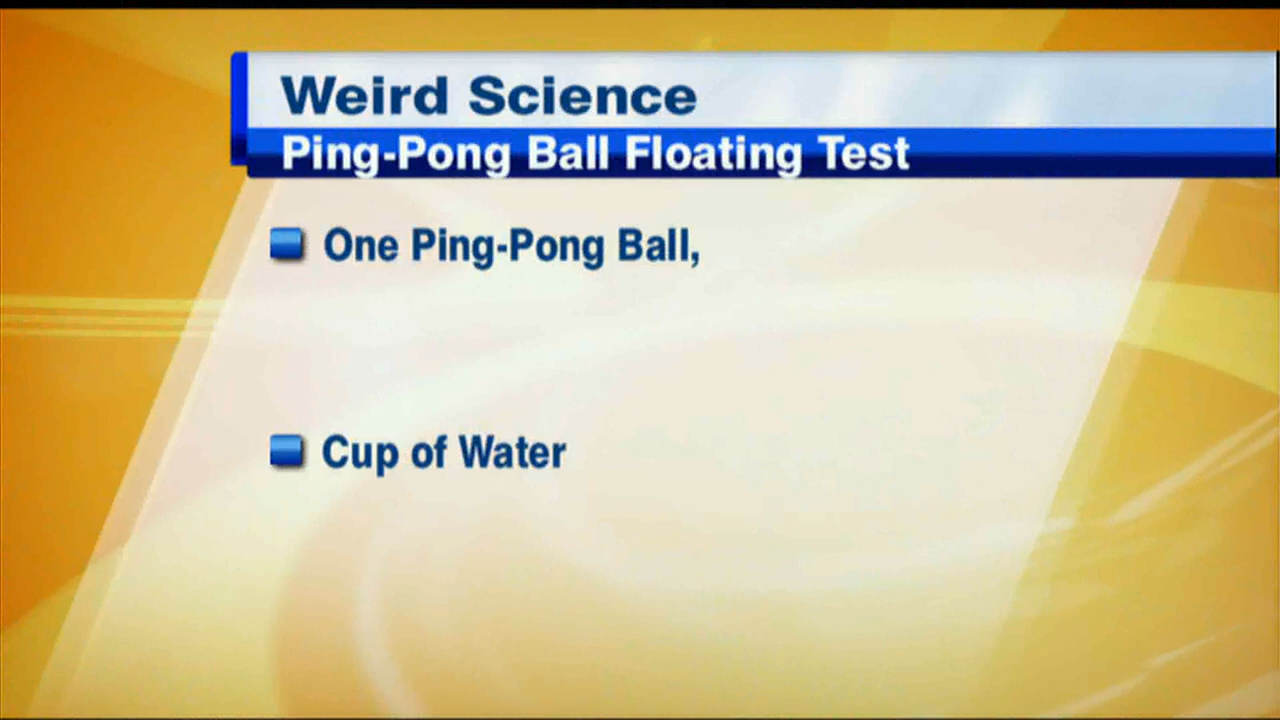 Weird Science
Ping-Pong Ball Floating Test
One Ping-Pong Ball,
Cup of Water